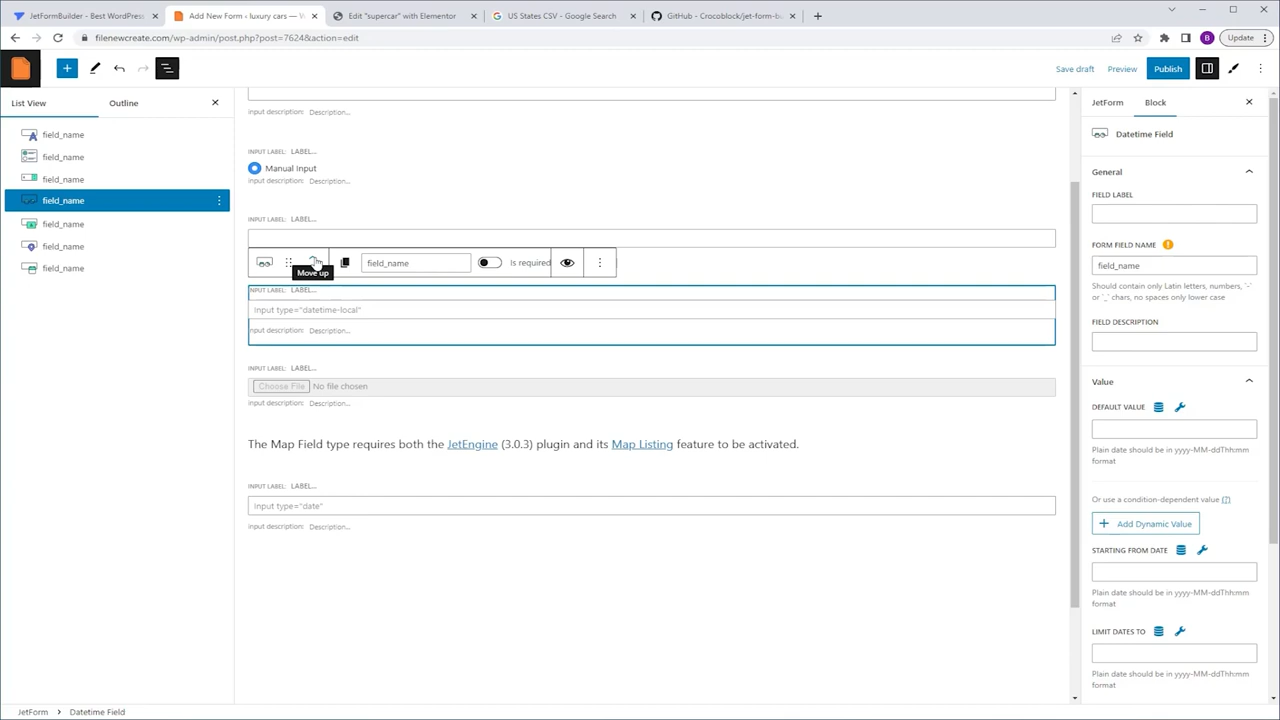 JetFormBuilder - Best WordPress
Add New Form ‹ luxury cars — W
Edit "supercar" with Elementor
US States CSV - Google Search
GitHub - Crocoblock/jet-form-bu
filenewcreate.com/wp-admin/post.php?post=7624&action=edit
B
Update
Save draft
Preview
Publish
List View
Outline
JetForm
Block
field_name
field_name
field_name
field_name
field_name
field_name
field_name
input description: Description...
INPUT LABEL: LABEL...
Manual Input
input description: Description...
INPUT LABEL: LABEL...
field_name
Is required
Move up
INPUT LABEL: LABEL...
Input type="datetime-local"
input description: Description...
INPUT LABEL: LABEL...
Choose File No file chosen
input description: Description...
The Map Field type requires both the JetEngine (3.0.3) plugin and its Map Listing feature to be activated.
INPUT LABEL: LABEL...
Input type="date"
input description: Description...
Datetime Field
General
FIELD LABEL
FORM FIELD NAME
field_name
Should contain only Latin letters, numbers, `-`
or `_` chars, no spaces only lower case
FIELD DESCRIPTION
Value
DEFAULT VALUE
Plain date should be in yyyy-MM-ddThh:mm
format
Or use a condition-dependent value (?)
Add Dynamic Value
STARTING FROM DATE
Plain date should be in yyyy-MM-ddThh:mm
format
LIMIT DATES TO
Plain date should be in yyyy-MM-ddThh:mm
format
JetForm > Datetime Field